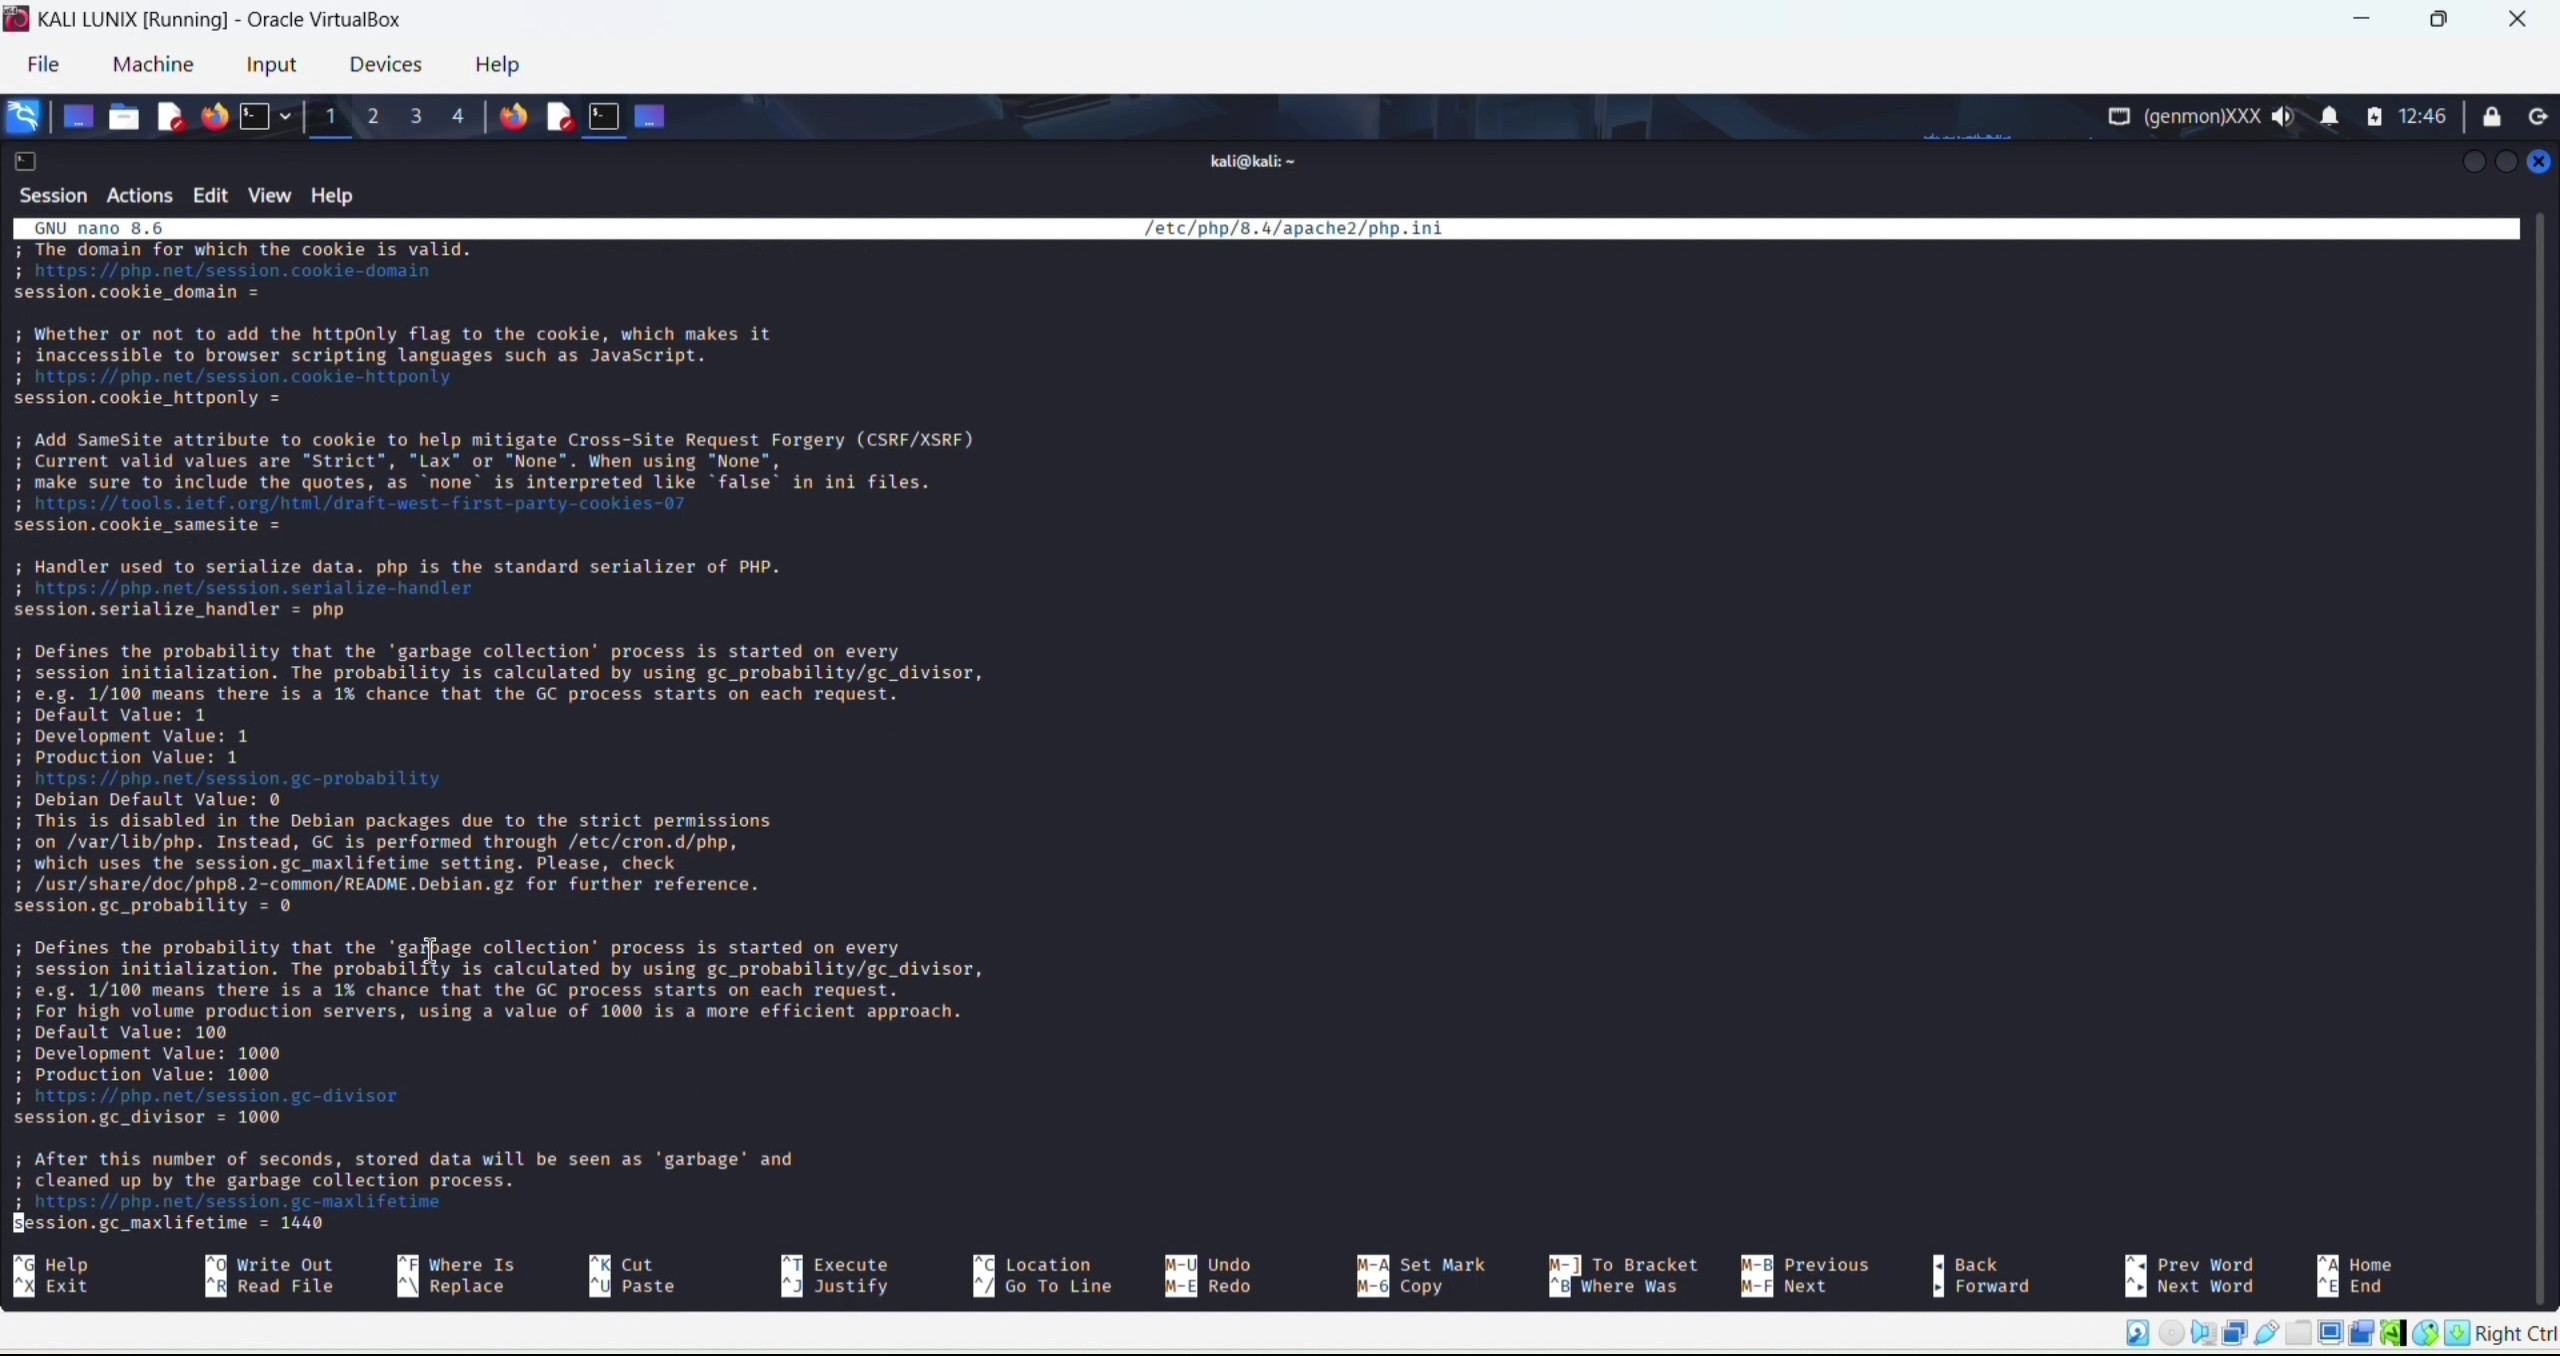 KALI LUNIX [Running] - Oracle VirtualBox
File Machine Input Devices Help
1 2 3 4 (genmon)XXX 12:46
kali@kali: ~
Session Actions Edit View Help
GNU nano 8.6 /etc/php/8.4/apache2/php.ini
; The domain for which the cookie is valid.
; https://php.net/session.cookie-domain
session.cookie_domain =
; Whether or not to add the httpOnly flag to the cookie, which makes it
; inaccessible to browser scripting languages such as JavaScript.
; https://php.net/session.cookie-httponly
session.cookie_httponly =
; Add SameSite attribute to cookie to help mitigate Cross-Site Request Forgery (CSRF/XSRF)
; Current valid values are "Strict", "Lax" or "None". When using "None",
; make sure to include the quotes, as `none` is interpreted like `false` in ini files.
; https://tools.ietf.org/html/draft-west-first-party-cookies-07
session.cookie_samesite =
; Handler used to serialize data. php is the standard serializer of PHP.
; https://php.net/session.serialize-handler
session.serialize_handler = php
; Defines the probability that the 'garbage collection' process is started on every
; session initialization. The probability is calculated by using gc_probability/gc_divisor,
; e.g. 1/100 means there is a 1% chance that the GC process starts on each request.
; Default Value: 1
; Development Value: 1
; Production Value: 1
; https://php.net/session.gc-probability
; Debian Default Value: 0
; This is disabled in the Debian packages due to the strict permissions
; on /var/lib/php. Instead, GC is performed through /etc/cron.d/php,
; which uses the session.gc_maxlifetime setting. Please, check
; /usr/share/doc/php8.2-common/README.Debian.gz for further reference.
session.gc_probability = 0
; Defines the probability that the 'garbage collection' process is started on every
; session initialization. The probability is calculated by using gc_probability/gc_divisor,
; e.g. 1/100 means there is a 1% chance that the GC process starts on each request.
; For high volume production servers, using a value of 1000 is a more efficient approach.
; Default Value: 100
; Development Value: 1000
; Production Value: 1000
; https://php.net/session.gc-divisor
session.gc_divisor = 1000
; After this number of seconds, stored data will be seen as 'garbage' and
; cleaned up by the garbage collection process.
; https://php.net/session.gc-maxlifetime
session.gc_maxlifetime = 1440
^G Help ^O Write Out ^F Where Is ^K Cut ^T Execute ^C Location M-U Undo M-A Set Mark M-] To Bracket M-B Previous ◂ Back ^◂ Prev Word ^A Home
^X Exit ^R Read File ^\ Replace ^U Paste ^J Justify ^/ Go To Line M-E Redo M-6 Copy ^B Where Was M-F Next ▸ Forward ^▸ Next Word ^E End
Right Ctrl